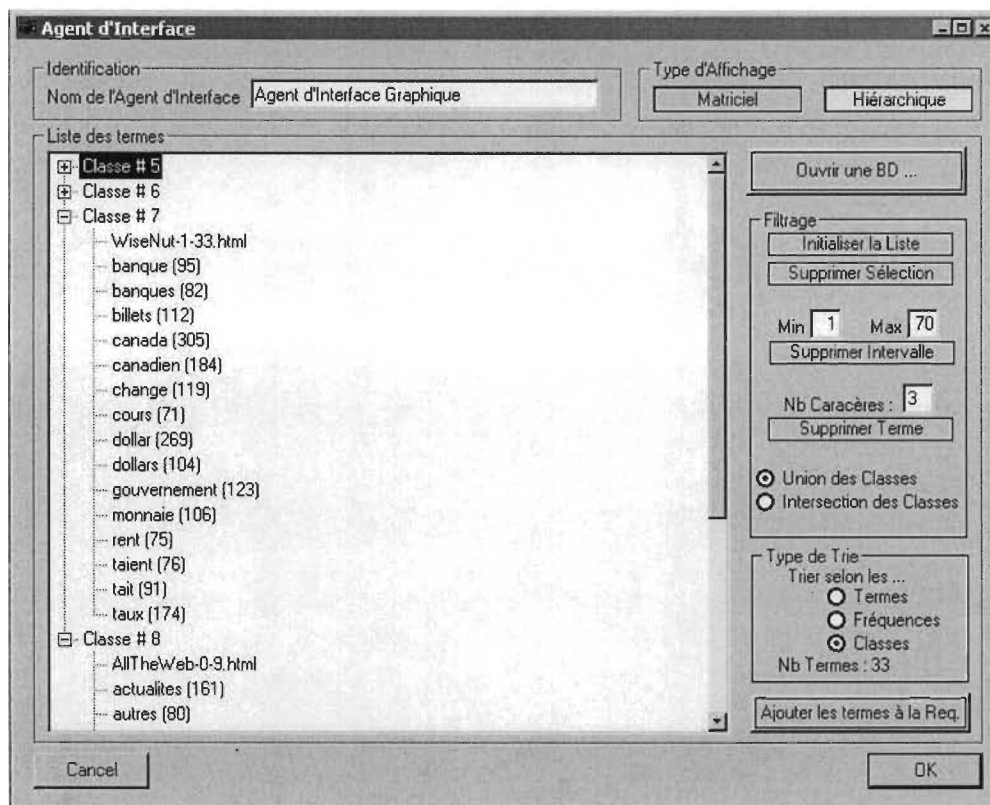 Agent d'Interface
Identification
Nom de l'Agent d'Interface Agent d'Interface Graphique
Type d'Affichage
Matriciel Hiérarchique
Liste des termes
Classe # 5
Classe # 6
Classe # 7
WiseNut-1-33.html
banque (95)
banques (82)
billets (112)
canada (305)
canadien (184)
change (119)
cours (71)
dollar (269)
dollars (104)
gouvernement (123)
monnaie (106)
rent (75)
taient (76)
tait (91)
taux (174)
Classe # 8
AllTheWeb-0-9.html
actualites (161)
autres (80)
Ouvrir une BD ...
Filtrage
Initialiser la Liste
Supprimer Sélection
Min 1 Max 70
Supprimer Intervalle
Nb Caracères : 3
Supprimer Terme
Union des Classes
Intersection des Classes
Type de Trie
Trier selon les ...
Termes
Fréquences
Classes
Nb Termes : 33
Ajouter les termes à la Req.
Cancel OK